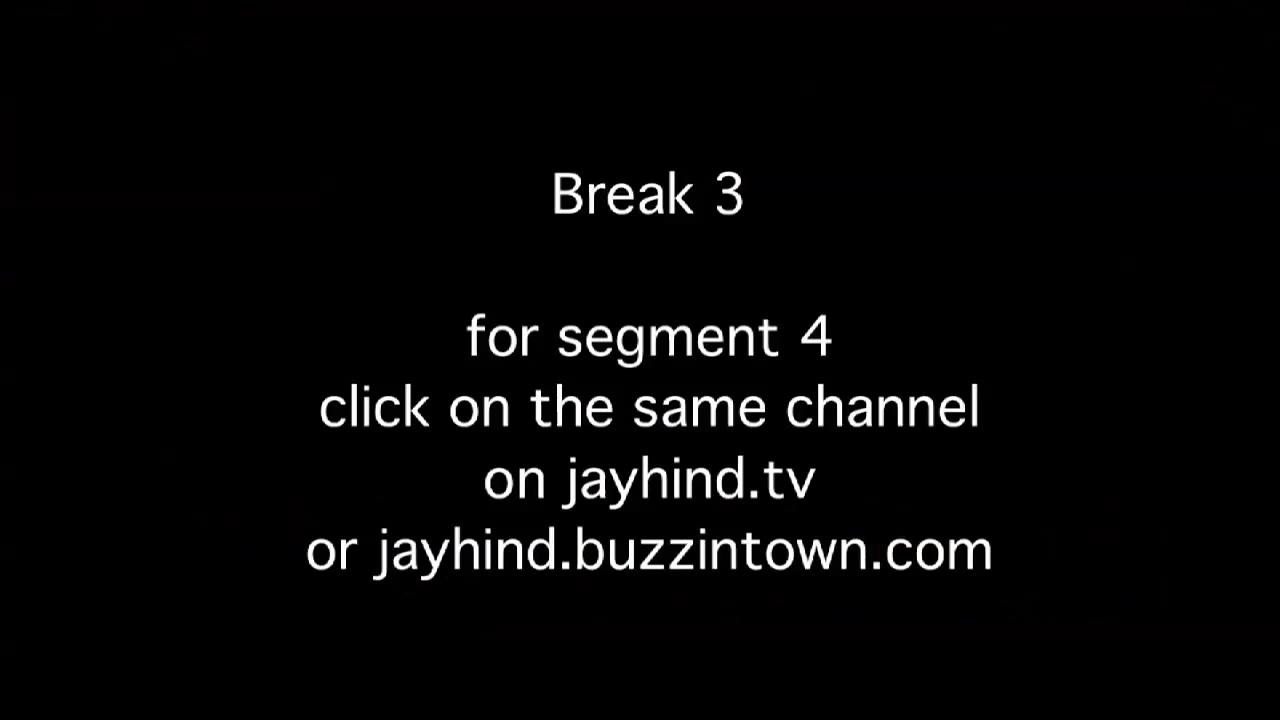 Break 3
for segment 4
click on the same channel
on jayhind.tv
or jayhind.buzzintown.com